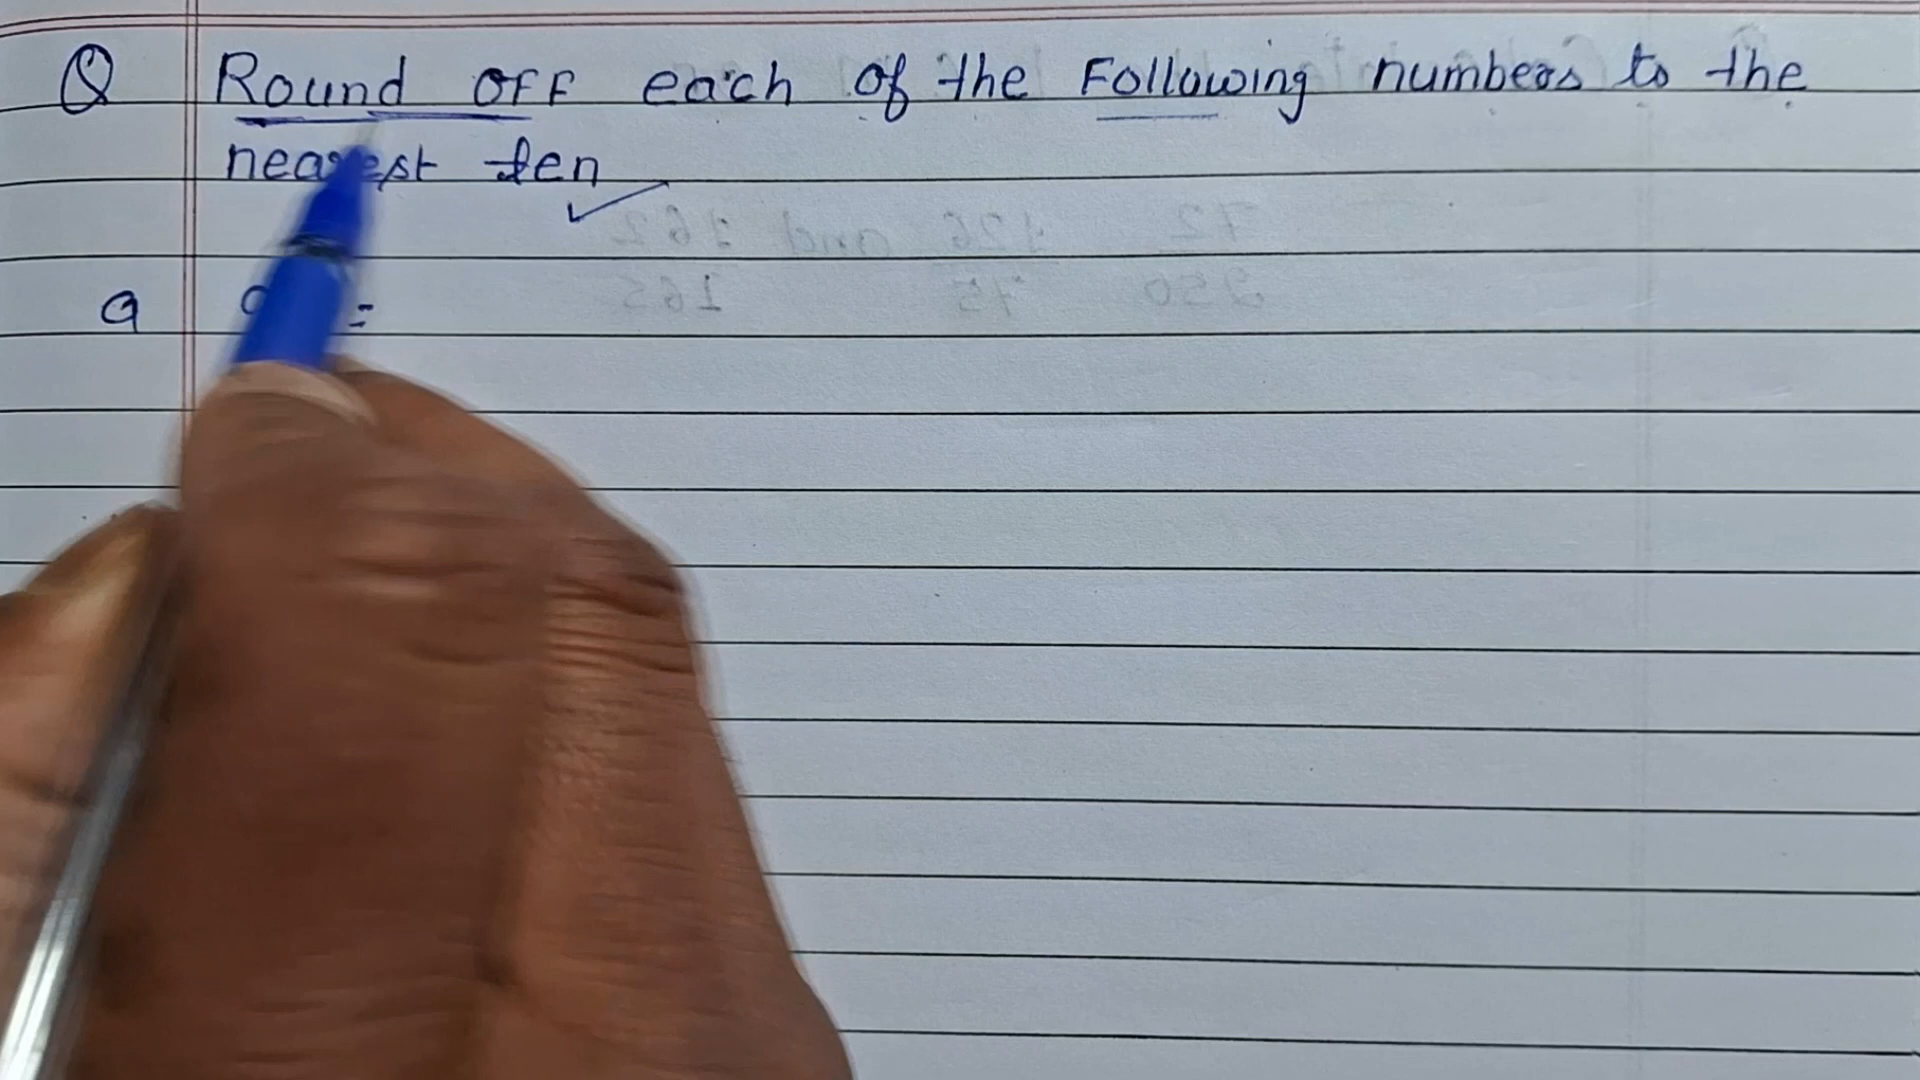 Q Round off each of the Following numbers to the
nearest ten
a =